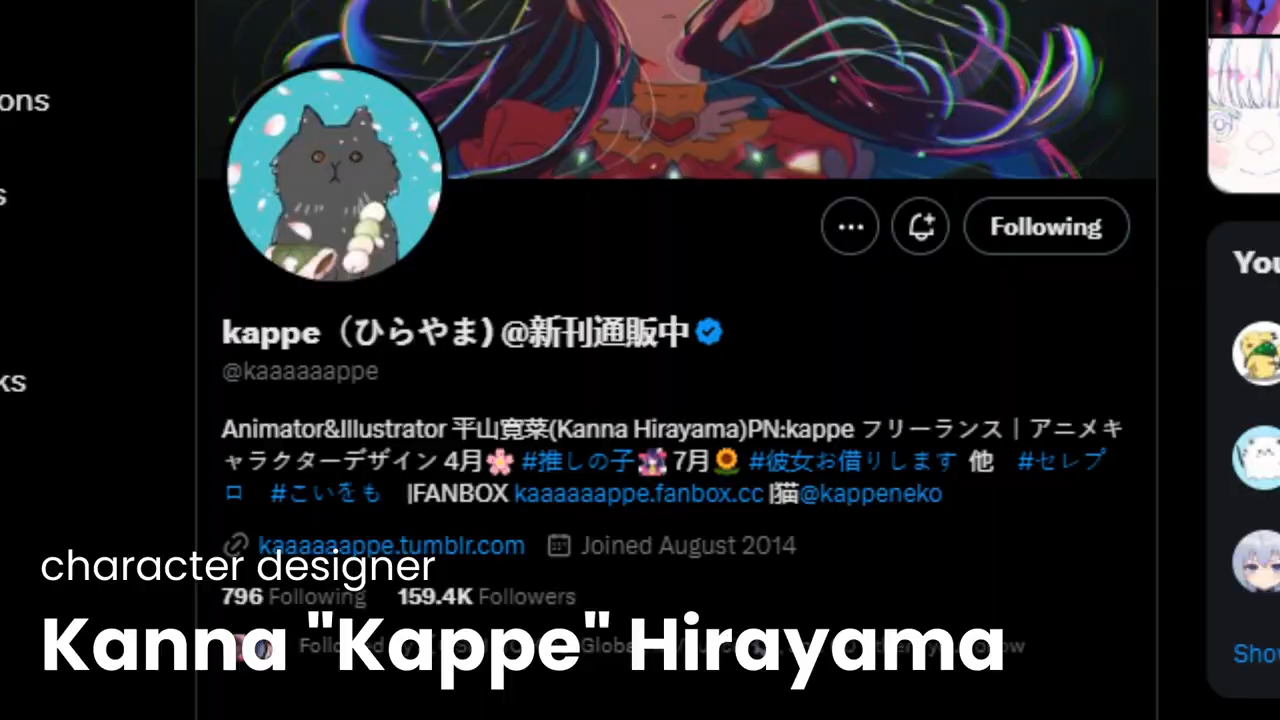 ons
s
Following
You
kappe（ひらやま) @新刊通販中
@kaaaaaappe
ks
Animator&Illustrator 平山寛菜(Kanna Hirayama)PN:kappe フリーランス｜アニメキ
ャラクターデザイン 4月🌸 #推しの子 7月🌻 #彼女お借りします 他　#セレプ
ロ　#こいをも　|FANBOX kaaaaaappe.fanbox.cc |猫@kappeneko
kaaaaaappe.tumblr.com Joined August 2014
character designer
796 Following 159.4K Followers
Kanna "Kappe" Hirayama
Show